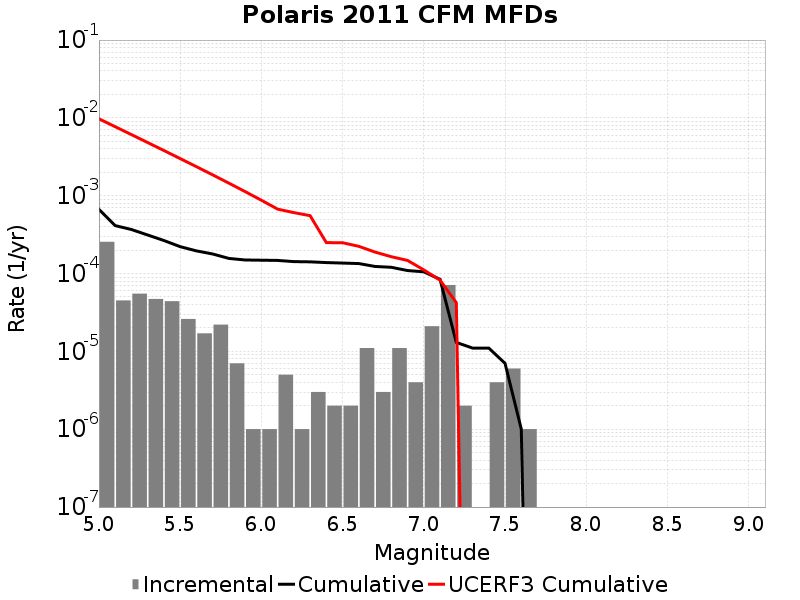 Polaris 2011 CFM MFDs
10-1
10-2
10-3
10-4
10-5
10-6
10-7
Rate (1/yr)
5.0 5.5 6.0 6.5 7.0 7.5 8.0 8.5 9.0
Magnitude
Incremental Cumulative UCERF3 Cumulative